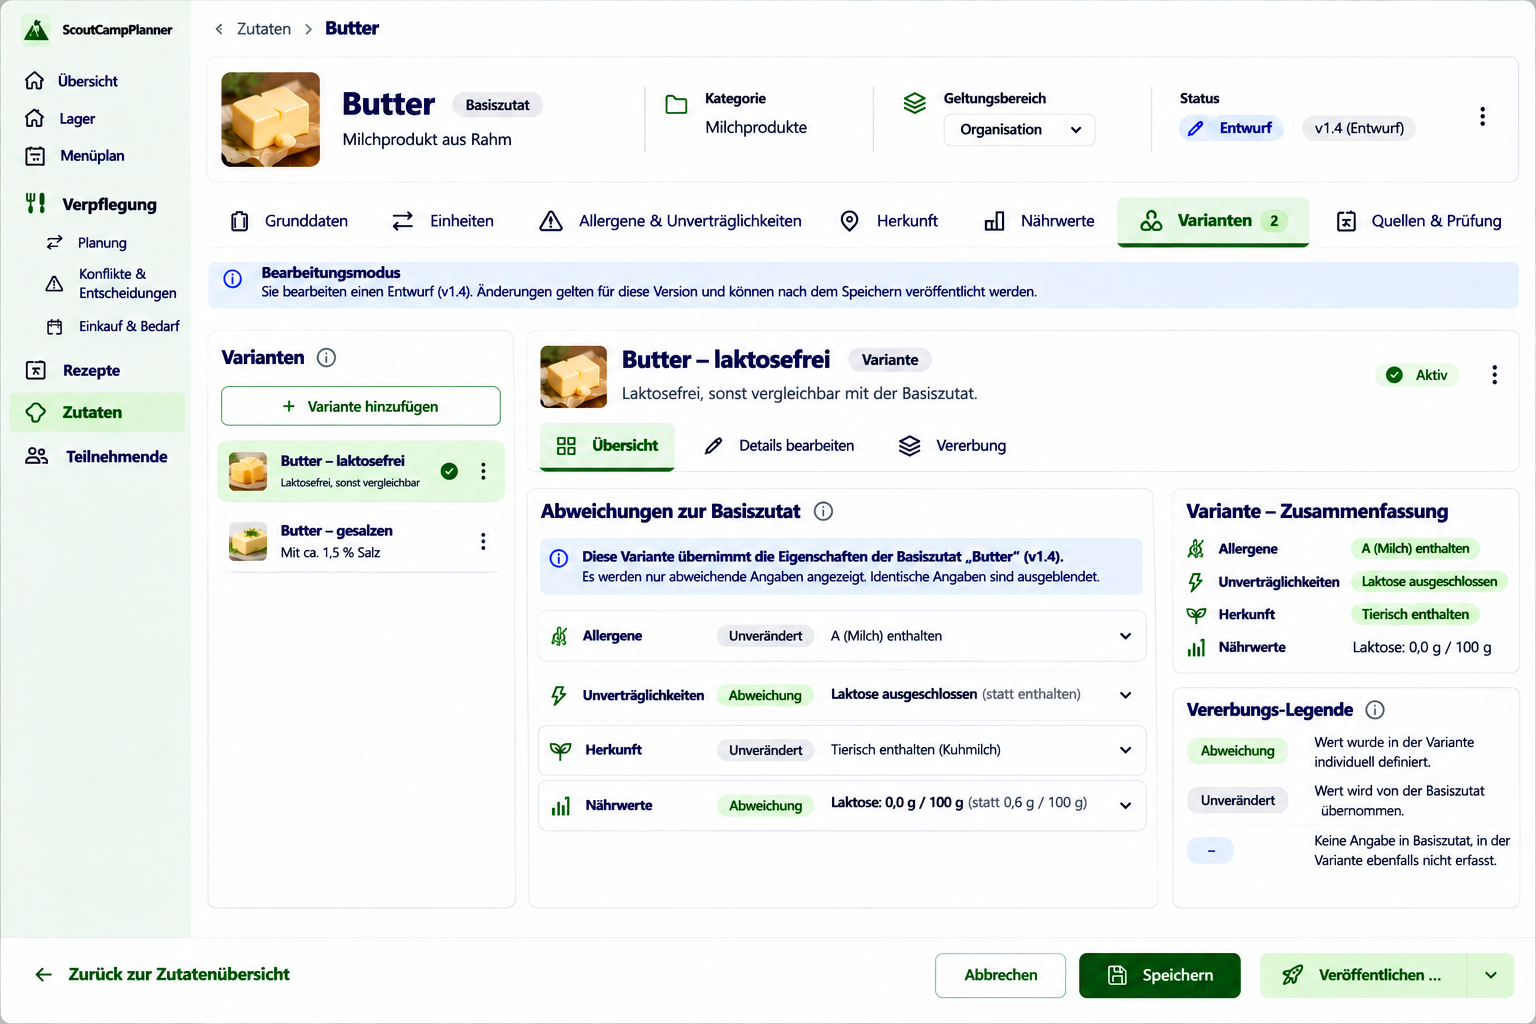 ScoutCampPlanner
Übersicht
Lager
Menüplan
Verpflegung
Planung
Konflikte &
Entscheidungen
Einkauf & Bedarf
Rezepte
Zutaten
Teilnehmende
Zutaten
Butter
Butter
Basiszutat
Milchprodukt aus Rahm
Kategorie
Milchprodukte
Geltungsbereich
Organisation
Status
Entwurf
v1.4 (Entwurf)
Grunddaten
Einheiten
Allergene & Unverträglichkeiten
Herkunft
Nährwerte
Varianten 2
Quellen & Prüfung
Bearbeitungsmodus
Sie bearbeiten einen Entwurf (v1.4). Änderungen gelten für diese Version und können nach dem Speichern veröffentlicht werden.
Varianten
+ Variante hinzufügen
Butter – laktosefrei
Laktosefrei, sonst vergleichbar
Butter – gesalzen
Mit ca. 1,5 % Salz
Butter – laktosefrei
Variante
Laktosefrei, sonst vergleichbar mit der Basiszutat.
Aktiv
Übersicht
Details bearbeiten
Vererbung
Abweichungen zur Basiszutat
Diese Variante übernimmt die Eigenschaften der Basiszutat „Butter“ (v1.4).
Es werden nur abweichende Angaben angezeigt. Identische Angaben sind ausgeblendet.
Allergene Unverändert A (Milch) enthalten
Unverträglichkeiten Abweichung Laktose ausgeschlossen (statt enthalten)
Herkunft Unverändert Tierisch enthalten (Kuhmilch)
Nährwerte Abweichung Laktose: 0,0 g / 100 g (statt 0,6 g / 100 g)
Variante – Zusammenfassung
Allergene A (Milch) enthalten
Unverträglichkeiten Laktose ausgeschlossen
Herkunft Tierisch enthalten
Nährwerte Laktose: 0,0 g / 100 g
Vererbungs-Legende
Abweichung
Wert wurde in der Variante
individuell definiert.
Unverändert
Wert wird von der Basiszutat
übernommen.
–
Keine Angabe in Basiszutat, in der
Variante ebenfalls nicht erfasst.
Zurück zur Zutatenübersicht
Abbrechen
Speichern
Veröffentlichen ...